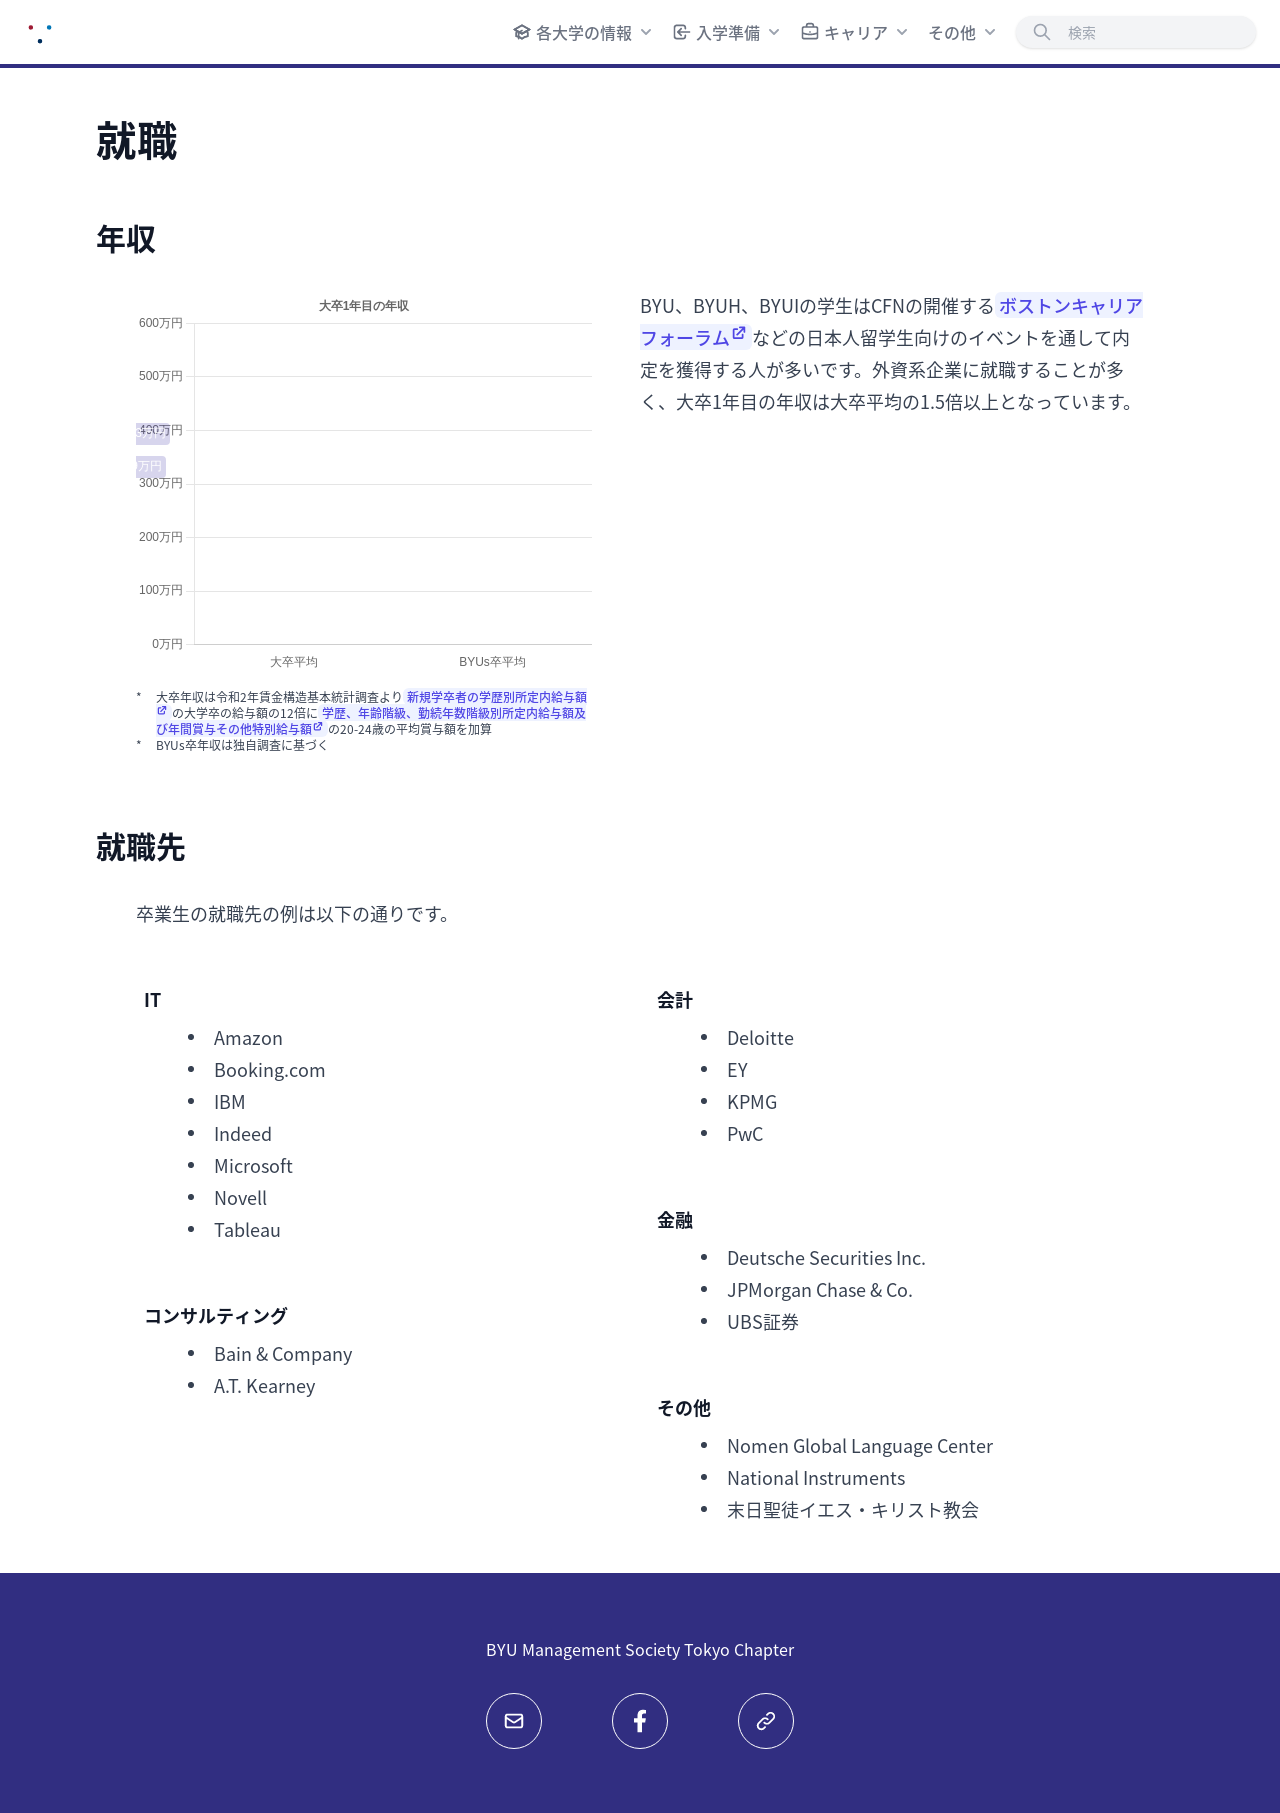 各大学の情報 入学準備 キャリア その他 検索
就職
年収
大卒1年目の年収
600万円
500万円
400万円
300万円
200万円
100万円
0万円
大卒平均 BYUs卒平均
* 大卒年収は令和2年賃金構造基本統計調査より新規学卒者の学歴別所定内給与額
の大学卒の給与額の12倍に学歴、年齢階級、勤続年数階級別所定内給与額及
び年間賞与その他特別給与額の20-24歳の平均賞与額を加算
* BYUs卒年収は独自調査に基づく
BYU、BYUH、BYUIの学生はCFNの開催するボストンキャリア
フォーラムなどの日本人留学生向けのイベントを通して内
定を獲得する人が多いです。外資系企業に就職することが多
く、大卒1年目の年収は大卒平均の1.5倍以上となっています。
就職先
卒業生の就職先の例は以下の通りです。
IT
• Amazon
• Booking.com
• IBM
• Indeed
• Microsoft
• Novell
• Tableau
コンサルティング
• Bain & Company
• A.T. Kearney
会計
• Deloitte
• EY
• KPMG
• PwC
金融
• Deutsche Securities Inc.
• JPMorgan Chase & Co.
• UBS証券
その他
• Nomen Global Language Center
• National Instruments
• 末日聖徒イエス・キリスト教会
BYU Management Society Tokyo Chapter